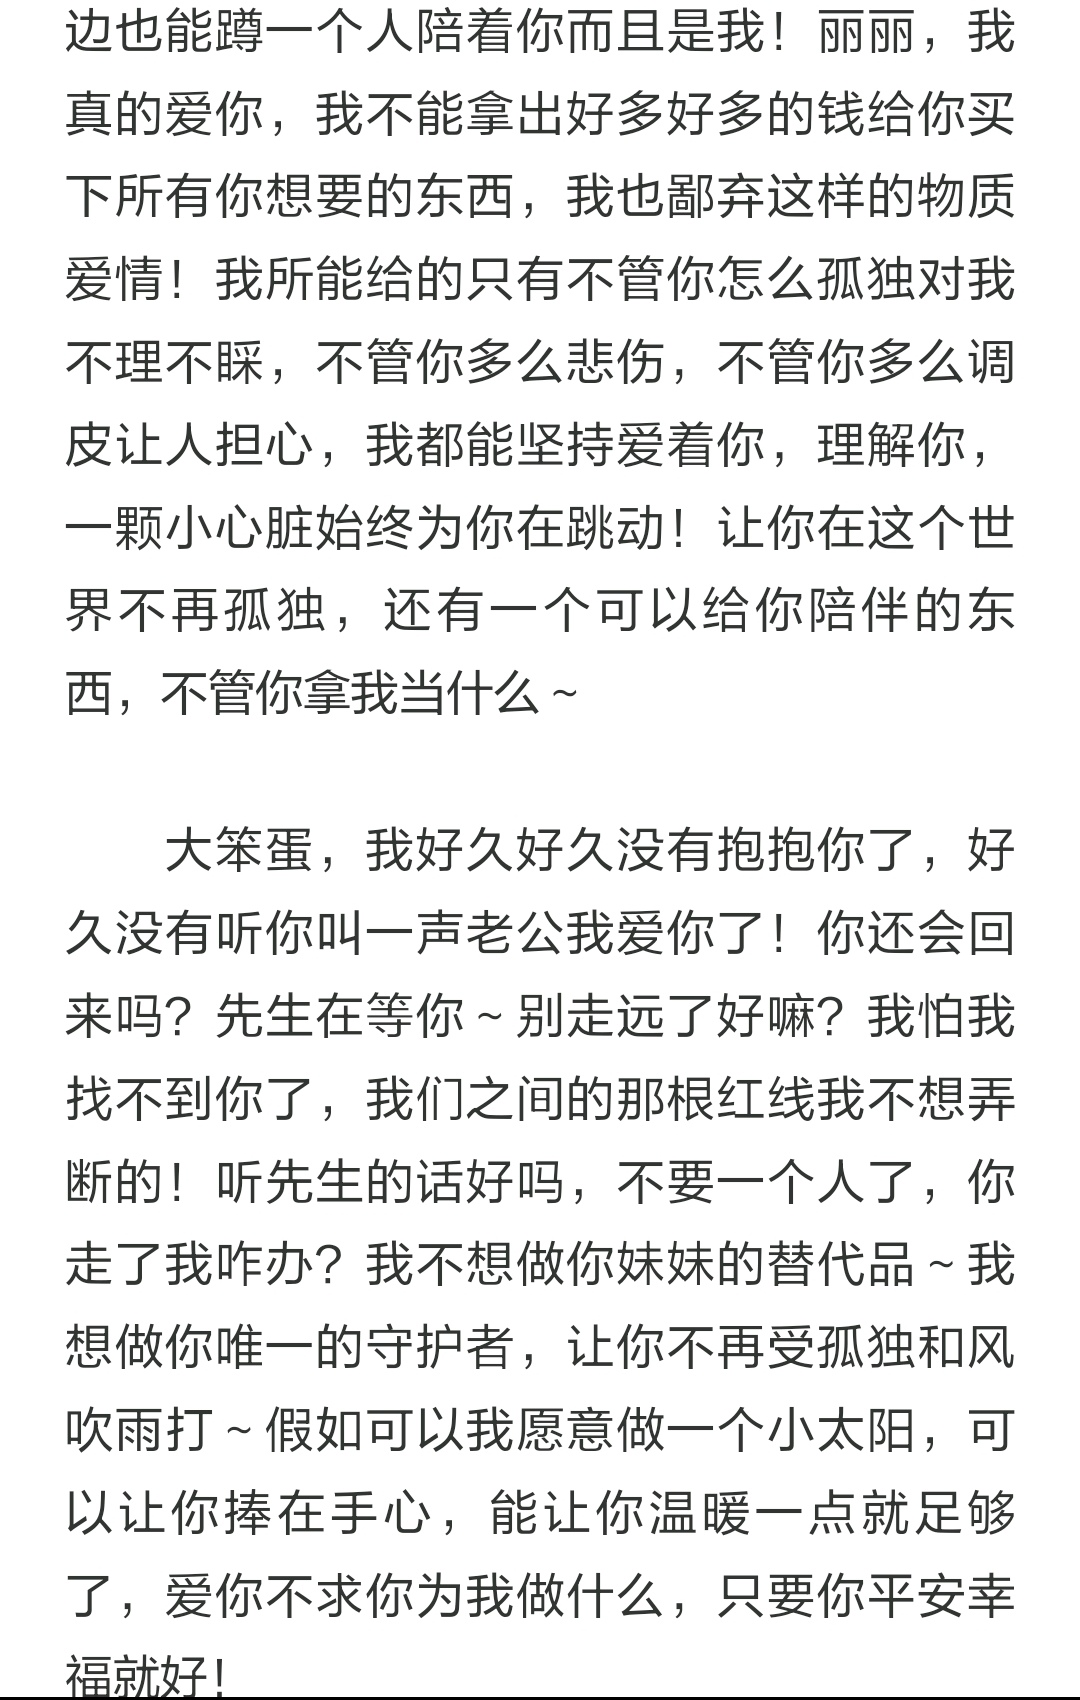 边也能蹲一个人陪着你而且是我！丽丽，我
真的爱你，我不能拿出好多好多的钱给你买
下所有你想要的东西，我也鄙弃这样的物质
爱情！我所能给的只有不管你怎么孤独对我
不理不睬，不管你多么悲伤，不管你多么调
皮让人担心，我都能坚持爱着你，理解你，
一颗小心脏始终为你在跳动！让你在这个世
界不再孤独，还有一个可以给你陪伴的东
西，不管你拿我当什么～
大笨蛋，我好久好久没有抱抱你了，好
久没有听你叫一声老公我爱你了！你还会回
来吗？先生在等你～别走远了好嘛？我怕我
找不到你了，我们之间的那根红线我不想弄
断的！听先生的话好吗，不要一个人了，你
走了我咋办？我不想做你妹妹的替代品～我
想做你唯一的守护者，让你不再受孤独和风
吹雨打～假如可以我愿意做一个小太阳，可
以让你捧在手心，能让你温暖一点就足够
了，爱你不求你为我做什么，只要你平安幸
福就好！